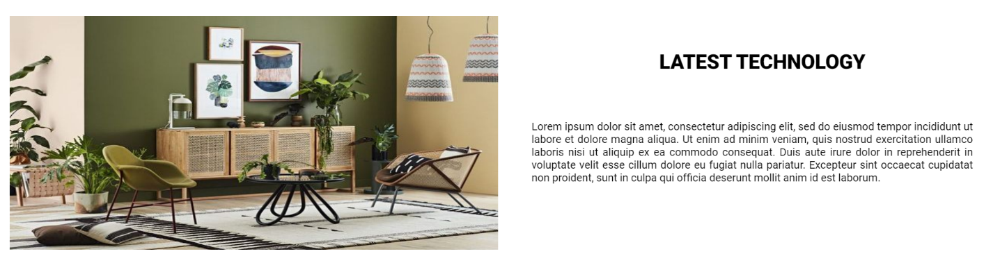 LATEST TECHNOLOGY
Lorem ipsum dolor sit amet, consectetur adipiscing elit, sed do eiusmod tempor incididunt ut
labore et dolore magna aliqua. Ut enim ad minim veniam, quis nostrud exercitation ullamco
laboris nisi ut aliquip ex ea commodo consequat. Duis aute irure dolor in reprehenderit in
voluptate velit esse cillum dolore eu fugiat nulla pariatur. Excepteur sint occaecat cupidatat
non proident, sunt in culpa qui officia deserunt mollit anim id est laborum.